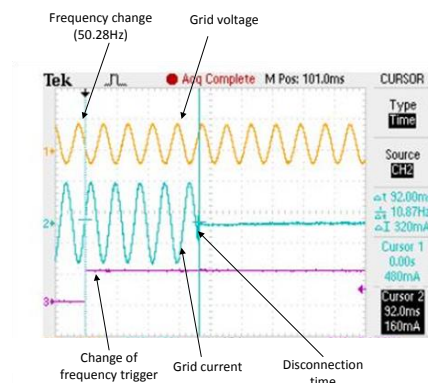 Frequency change
(50.28Hz)
Grid voltage
Tek
Acq Complete
M Pos: 101.0ms
CURSOR
Type
Time
Source
CH2
Δt 92.00ms
1/Δt 10.87Hz
ΔI 320mA
Cursor 1
0.00s
480mA
Cursor 2
92.0ms
160mA
1
2
3
Change of
frequency trigger
Grid current
Disconnection
time